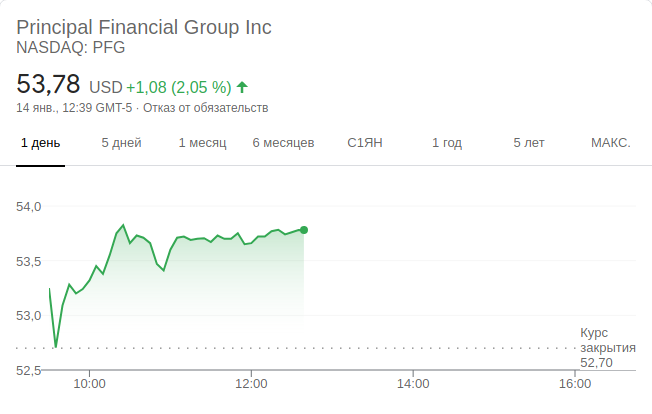 Principal Financial Group Inc
NASDAQ: PFG
53,78 USD +1,08 (2,05 %)
14 янв., 12:39 GMT-5 · Отказ от обязательств
1 день 5 дней 1 месяц 6 месяцев С1ЯН 1 год 5 лет МАКС.
54,0
53,5
53,0
Курс
закрытия
52,70
52,5
10:00 12:00 14:00 16:00